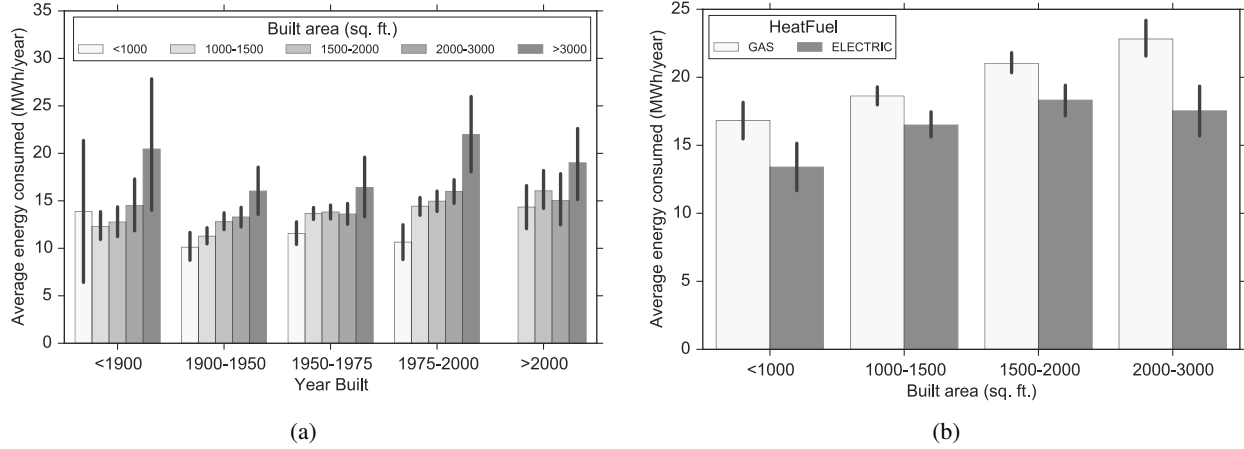 Average energy consumed (MWh/year)
35
30
25
20
15
10
5
0
Built area (sq. ft.)
<1000 1000-1500 1500-2000 2000-3000 >3000
<1900 1900-1950 1950-1975 1975-2000 >2000
Year Built
(a)
Average energy consumed (MWh/year)
25
20
15
10
5
0
HeatFuel
GAS ELECTRIC
<1000 1000-1500 1500-2000 2000-3000
Built area (sq. ft.)
(b)